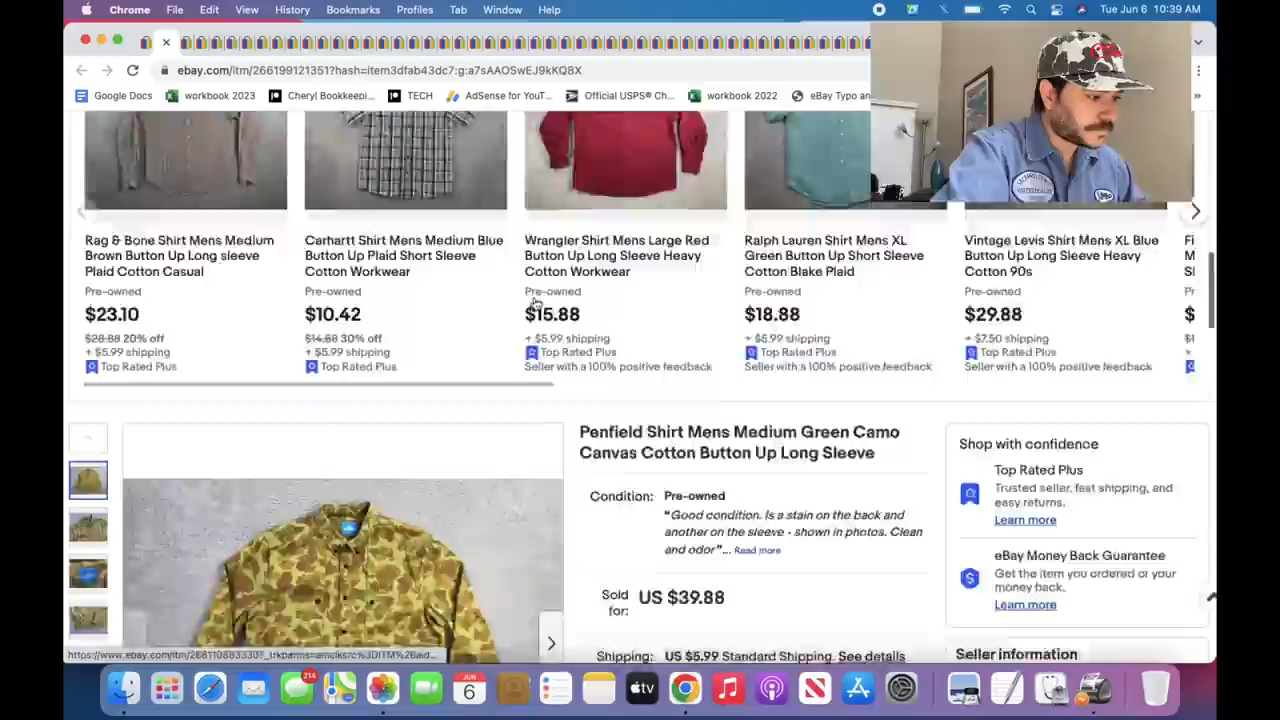 Chrome File Edit View History Bookmarks Profiles Tab Window Help Tue Jun 6 10:39 AM
ebay.com/itm/266199121351?hash=item3dfab43dc7:g:a7sAAOSwEJ9kKQ8X
Google Docs workbook 2023 Cheryl Bookkeepi... TECH AdSense for YouT... Official USPS® Ch... workbook 2022 eBay Typo an
Rag & Bone Shirt Mens Medium
Brown Button Up Long sleeve
Plaid Cotton Casual
Pre-owned
$23.10
$28.88 20% off
+ $5.99 shipping
Top Rated Plus
Carhartt Shirt Mens Medium Blue
Button Up Plaid Short Sleeve
Cotton Workwear
Pre-owned
$10.42
$14.88 30% off
+ $5.99 shipping
Top Rated Plus
Wrangler Shirt Mens Large Red
Button Up Long Sleeve Heavy
Cotton Workwear
Pre-owned
$15.88
+ $5.99 shipping
Top Rated Plus
Seller with a 100% positive feedback
Ralph Lauren Shirt Mens XL
Green Button Up Short Sleeve
Cotton Blake Plaid
Pre-owned
$18.88
+ $5.99 shipping
Top Rated Plus
Seller with a 100% positive feedback
Vintage Levis Shirt Mens XL Blue
Button Up Long Sleeve Heavy
Cotton 90s
Pre-owned
$29.88
+ $7.50 shipping
Top Rated Plus
Seller with a 100% positive feedback
Penfield Shirt Mens Medium Green Camo
Canvas Cotton Button Up Long Sleeve
Condition: Pre-owned
“Good condition. Is a stain on the back and
another on the sleeve - shown in photos. Clean
and odor”... Read more
Sold
for: US $39.88
Shipping: US $5.99 Standard Shipping. See details
Shop with confidence
Top Rated Plus
Trusted seller, fast shipping, and
easy returns.
Learn more
eBay Money Back Guarantee
Get the item you ordered or your
money back.
Learn more
Seller information
214
JUN
6
tv